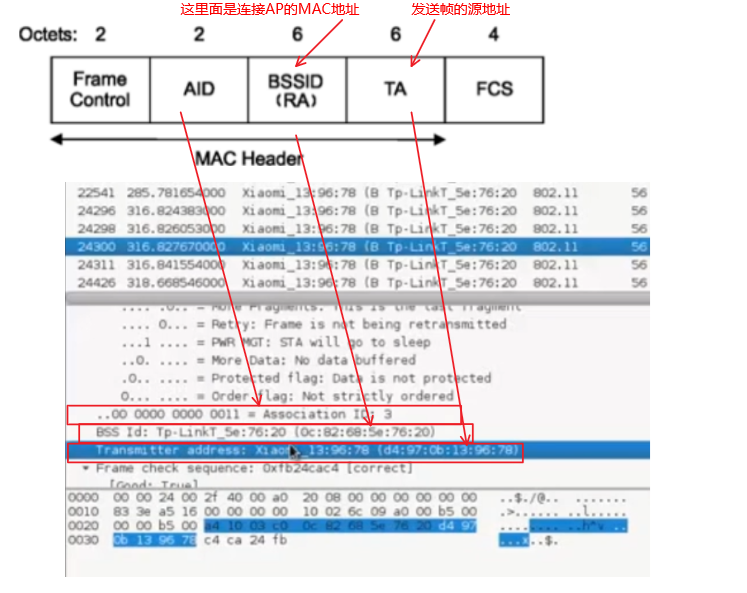 这里面是连接AP的MAC地址 发送帧的源地址
Octets: 2 2 6 6 4
Frame Control AID BSSID (RA) TA FCS
MAC Header
22541 285.781654000 Xiaomi_13:96:78 (B Tp-LinkT_5e:76:20 802.11 56
24296 316.824383000 Xiaomi_13:96:78 (B Tp-LinkT_5e:76:20 802.11 56
24298 316.826053000 Xiaomi_13:96:78 (B Tp-LinkT_5e:76:20 802.11 56
24300 316.827670000 Xiaomi_13:96:78 (B Tp-LinkT_5e:76:20 802.11 56
24311 316.841554000 Xiaomi_13:96:78 (B Tp-LinkT_5e:76:20 802.11 56
24426 318.668546000 Xiaomi_13:96:78 (B Tp-LinkT_5e:76:20 802.11 56
.... .0.. = More Fragments: This is the last fragment
.... 0... = Retry: Frame is not being retransmitted
...1 .... = PWR MGT: STA will go to sleep
..0. .... = More Data: No data buffered
.0.. .... = Protected flag: Data is not protected
0... .... = Order flag: Not strictly ordered
..00 0000 0000 0011 = Association ID: 3
BSS Id: Tp-LinkT_5e:76:20 (0c:82:68:5e:76:20)
Transmitter address: Xiaomi_13:96:78 (d4:97:0b:13:96:78)
Frame check sequence: 0xfb24cac4 [correct]
[Good: True]
0000 00 00 24 00 2f 40 00 a0 20 08 00 00 00 00 00 00 ..$./@.. .......
0010 83 3e a5 16 00 00 00 00 10 02 6c 09 a0 00 b5 00 .>...... ..l.....
0020 00 00 b5 00 a4 10 03 c0 0c 82 68 5e 76 20 d4 97 ........ ..h^v ..
0030 0b 13 96 78 c4 ca 24 fb ...x..$.